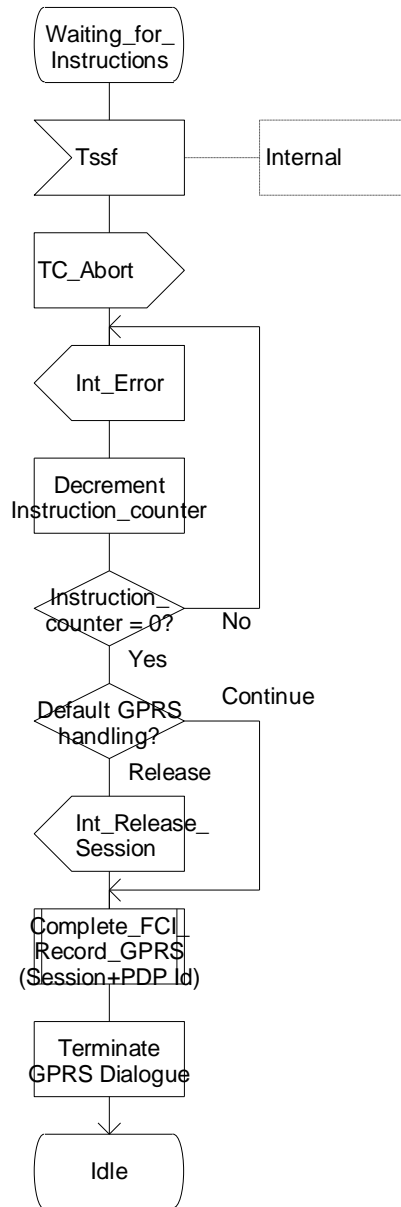 Waiting_for_
Instructions
Tssf
Internal
TC_Abort
Int_Error
Decrement
Instruction_counter
Instruction_
counter = 0?
No
Yes
Default GPRS
handling?
Continue
Release
Int_Release_
Session
Complete_FCI_
Record_GPRS
(Session+PDP Id)
Terminate
GPRS Dialogue
Idle